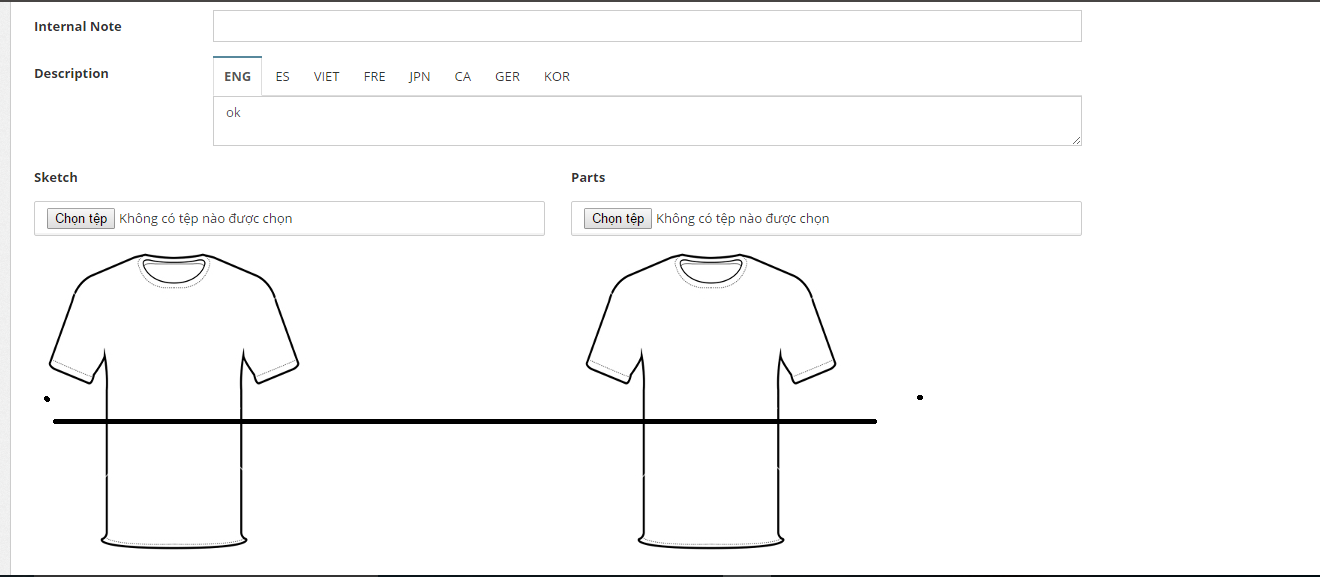 Internal Note
Description
ENG ES VIET FRE JPN CA GER KOR
ok
Sketch
Parts
Chọn tệp Không có tệp nào được chọn
Chọn tệp Không có tệp nào được chọn